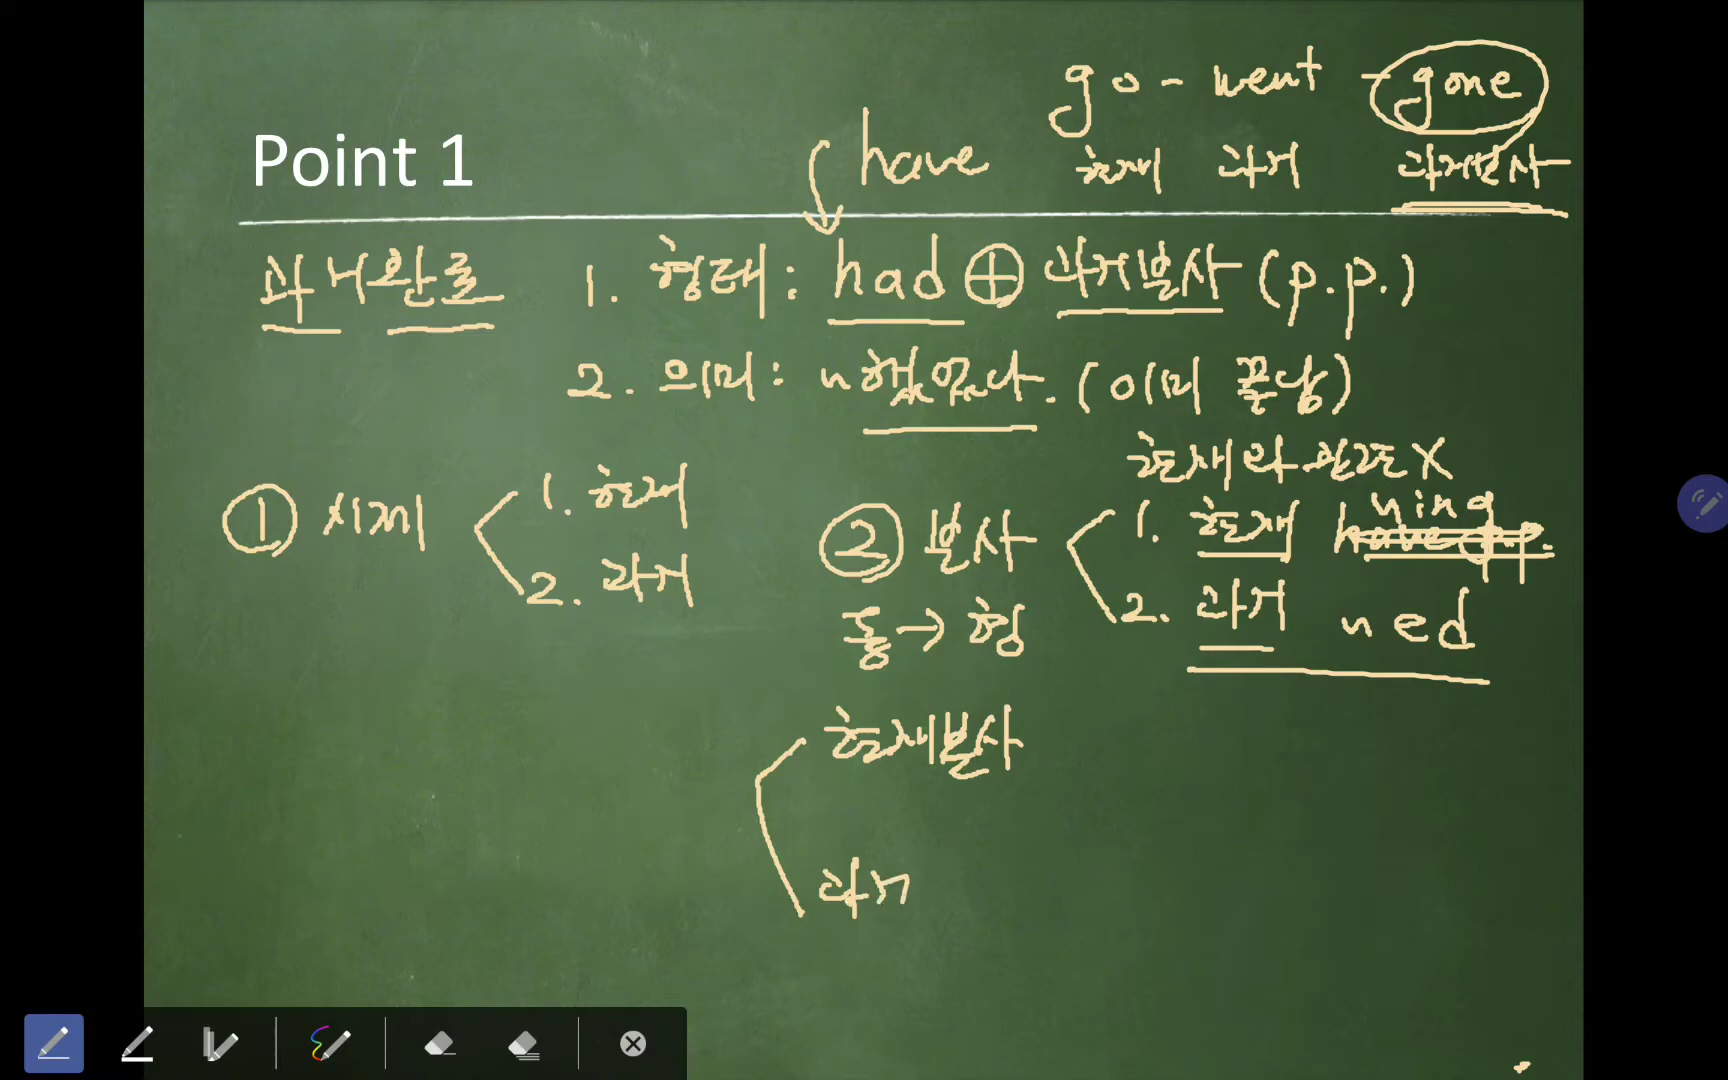 go - went - gone
Point 1
have
현재 과거 과거분사
과거완료 1. 형태: had + 과거분사 (p.p.)
2. 의미: ~했었다. (이미 끝남)
현재와 완료 X
① 시제 1. 현재
2. 과거
② 분사 1. 현재 ~ing
2. 과거 ~ed
동 → 형
현재분사
과거